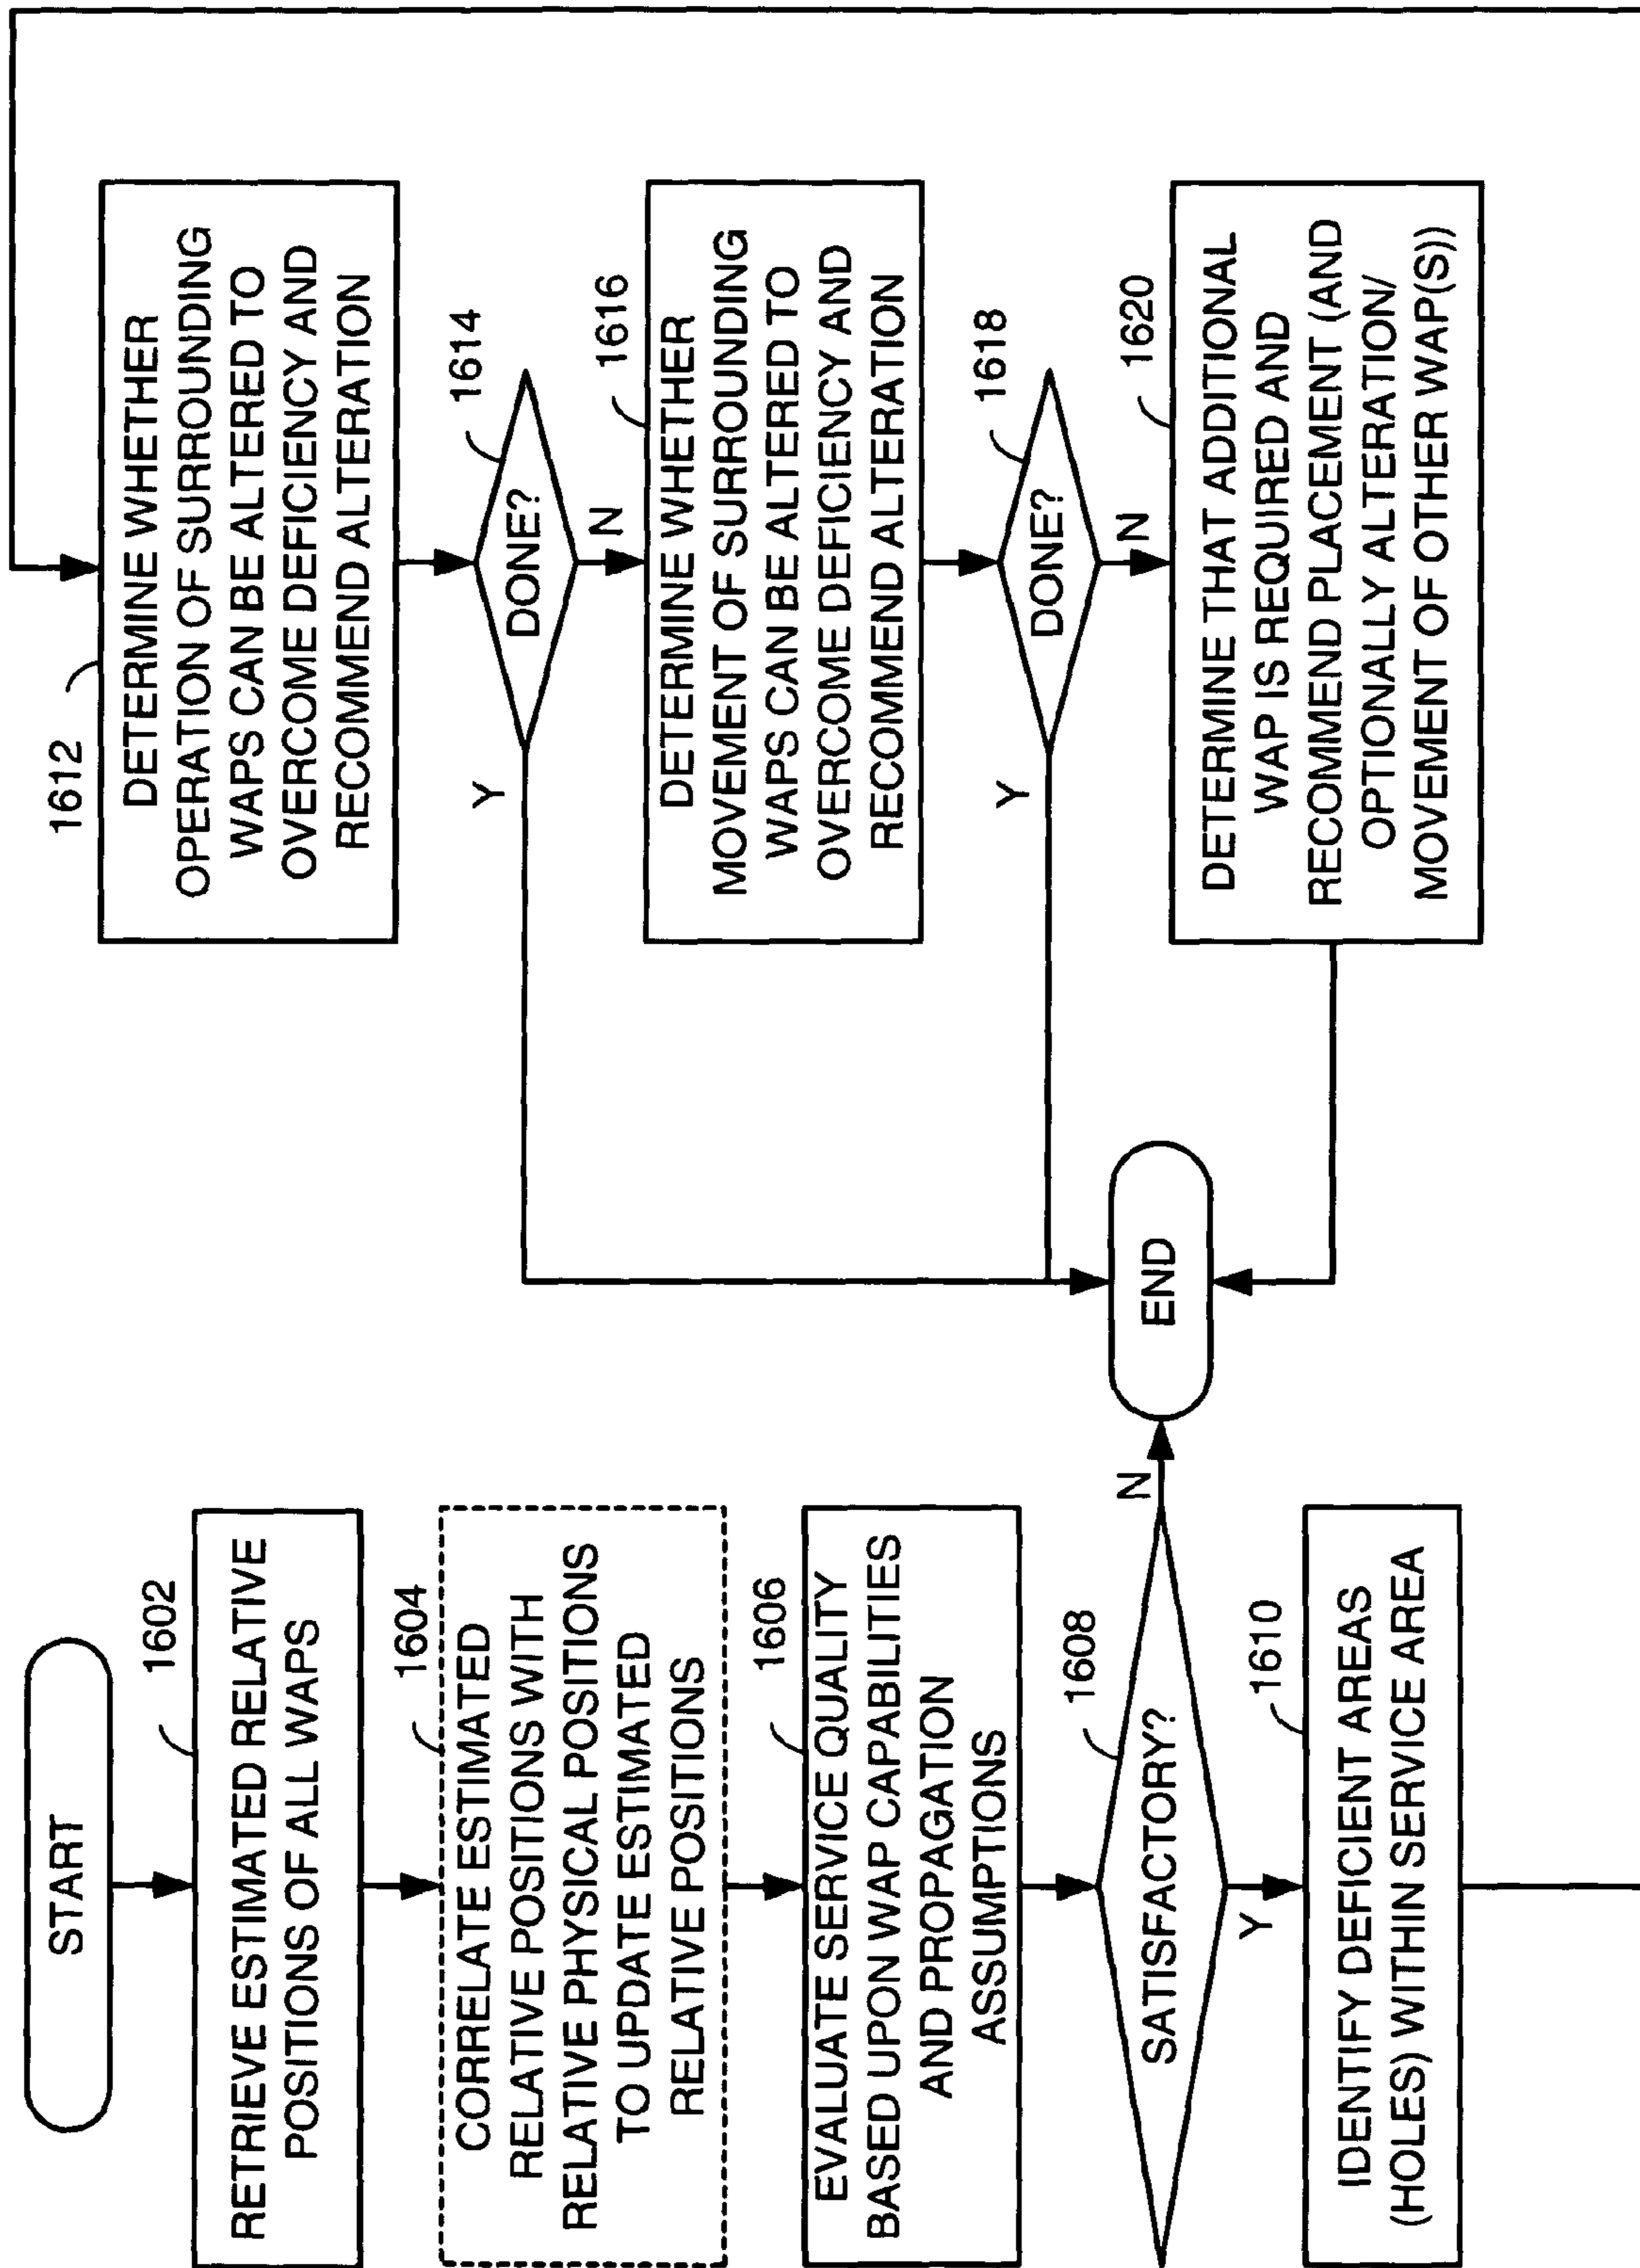 START
1602
RETRIEVE ESTIMATED RELATIVE
POSITIONS OF ALL WAPS
1604
CORRELATE ESTIMATED
RELATIVE POSITIONS WITH
RELATIVE PHYSICAL POSITIONS
TO UPDATE ESTIMATED
RELATIVE POSITIONS
1606
EVALUATE SERVICE QUALITY
BASED UPON WAP CAPABILITIES
AND PROPAGATION
ASSUMPTIONS
1608
SATISFACTORY?
N
Y
1610
IDENTIFY DEFICIENT AREAS
(HOLES) WITHIN SERVICE AREA
END
1612
DETERMINE WHETHER
OPERATION OF SURROUNDING
WAPS CAN BE ALTERED TO
OVERCOME DEFICIENCY AND
RECOMMEND ALTERATION
1614
DONE?
Y
N
1616
DETERMINE WHETHER
MOVEMENT OF SURROUNDING
WAPS CAN BE ALTERED TO
OVERCOME DEFICIENCY AND
RECOMMEND ALTERATION
1618
DONE?
Y
N
1620
DETERMINE THAT ADDITIONAL
WAP IS REQUIRED AND
RECOMMEND PLACEMENT (AND
OPTIONALLY ALTERATION/
MOVEMENT OF OTHER WAP(S))